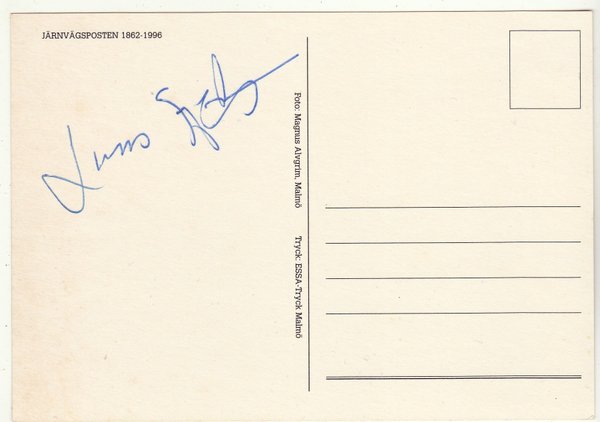 JÄRNVÄGSPOSTEN 1862-1996
Foto: Magnus Alvgrim, Malmö
Tryck: ESSA-Tryck Malmö